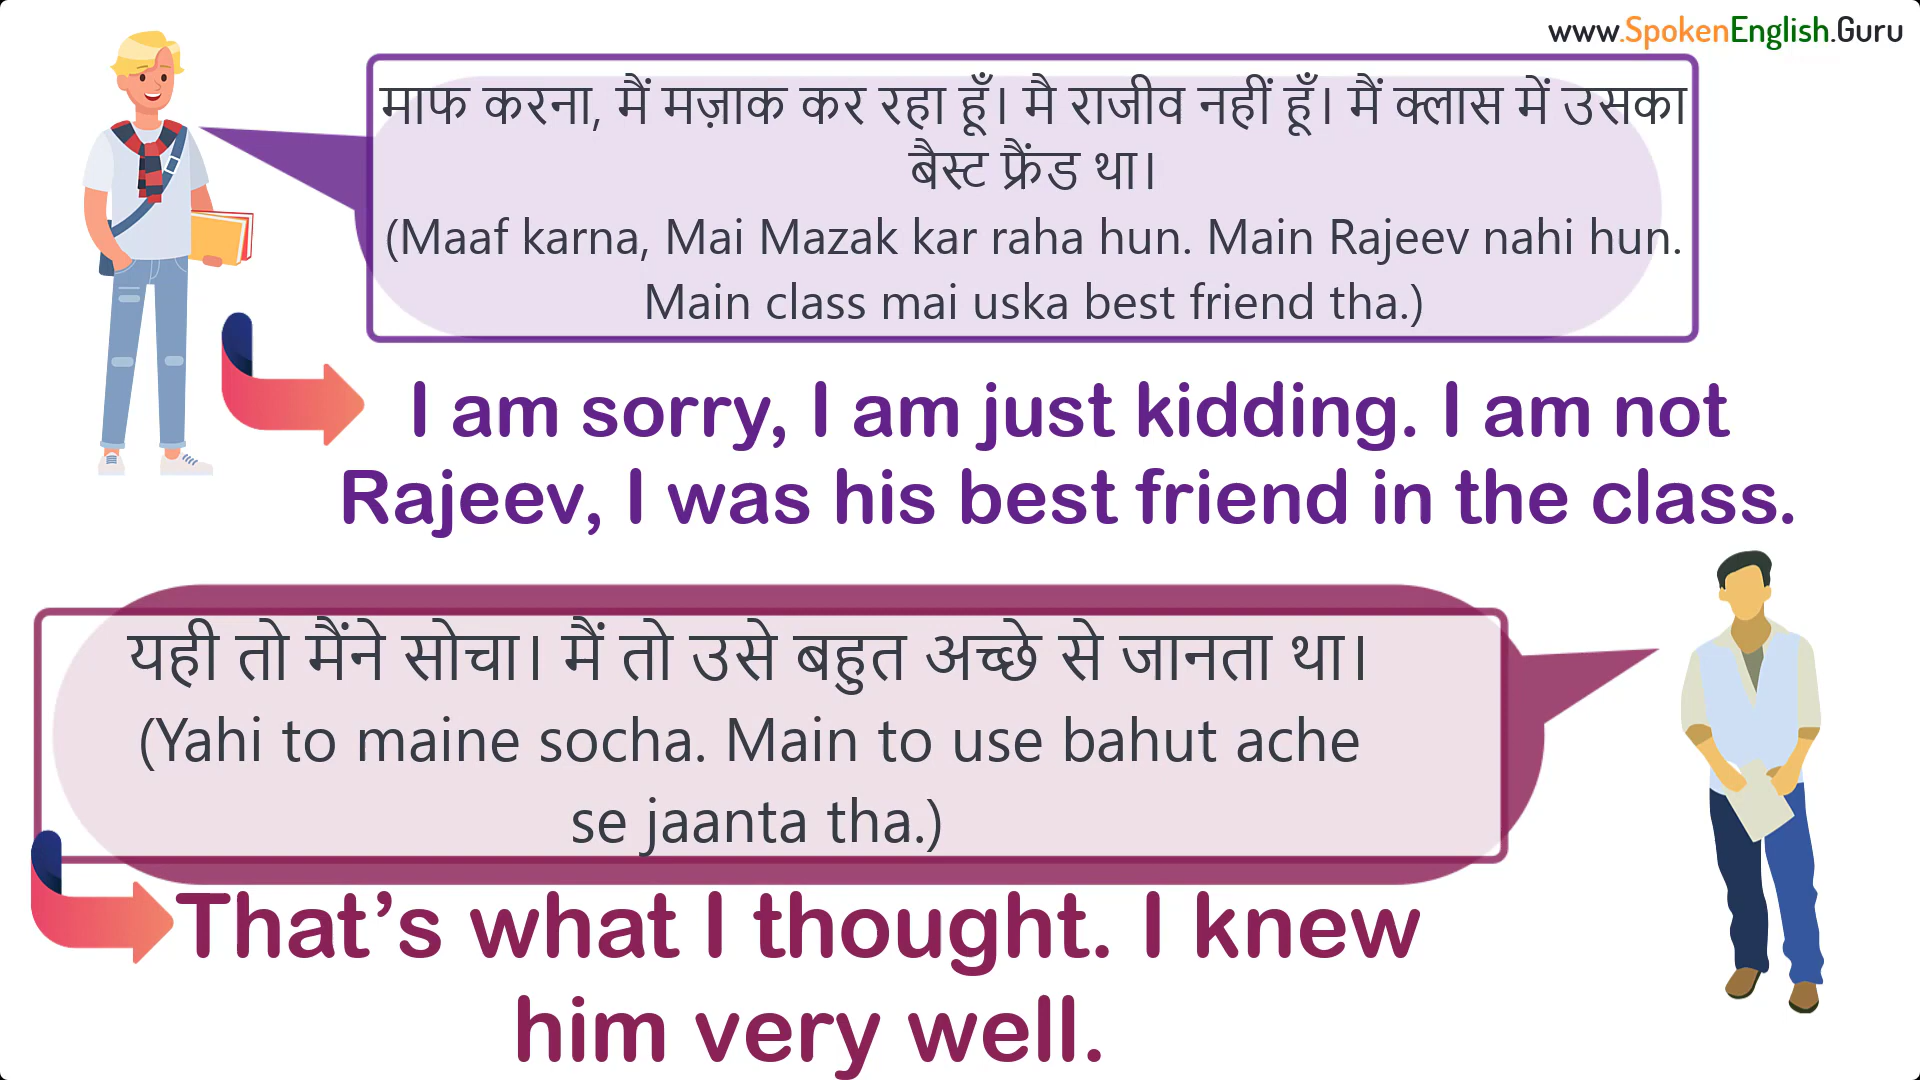 www.SpokenEnglish.Guru
माफ करना, मैं मज़ाक कर रहा हूँ। मै राजीव नहीं हूँ। मैं क्लास में उसका
बैस्ट फ्रैंड था।
(Maaf karna, Mai Mazak kar raha hun. Main Rajeev nahi hun.
Main class mai uska best friend tha.)
I am sorry, I am just kidding. I am not
Rajeev, I was his best friend in the class.
यही तो मैंने सोचा। मैं तो उसे बहुत अच्छे से जानता था।
(Yahi to maine socha. Main to use bahut ache
se jaanta tha.)
That’s what I thought. I knew
him very well.